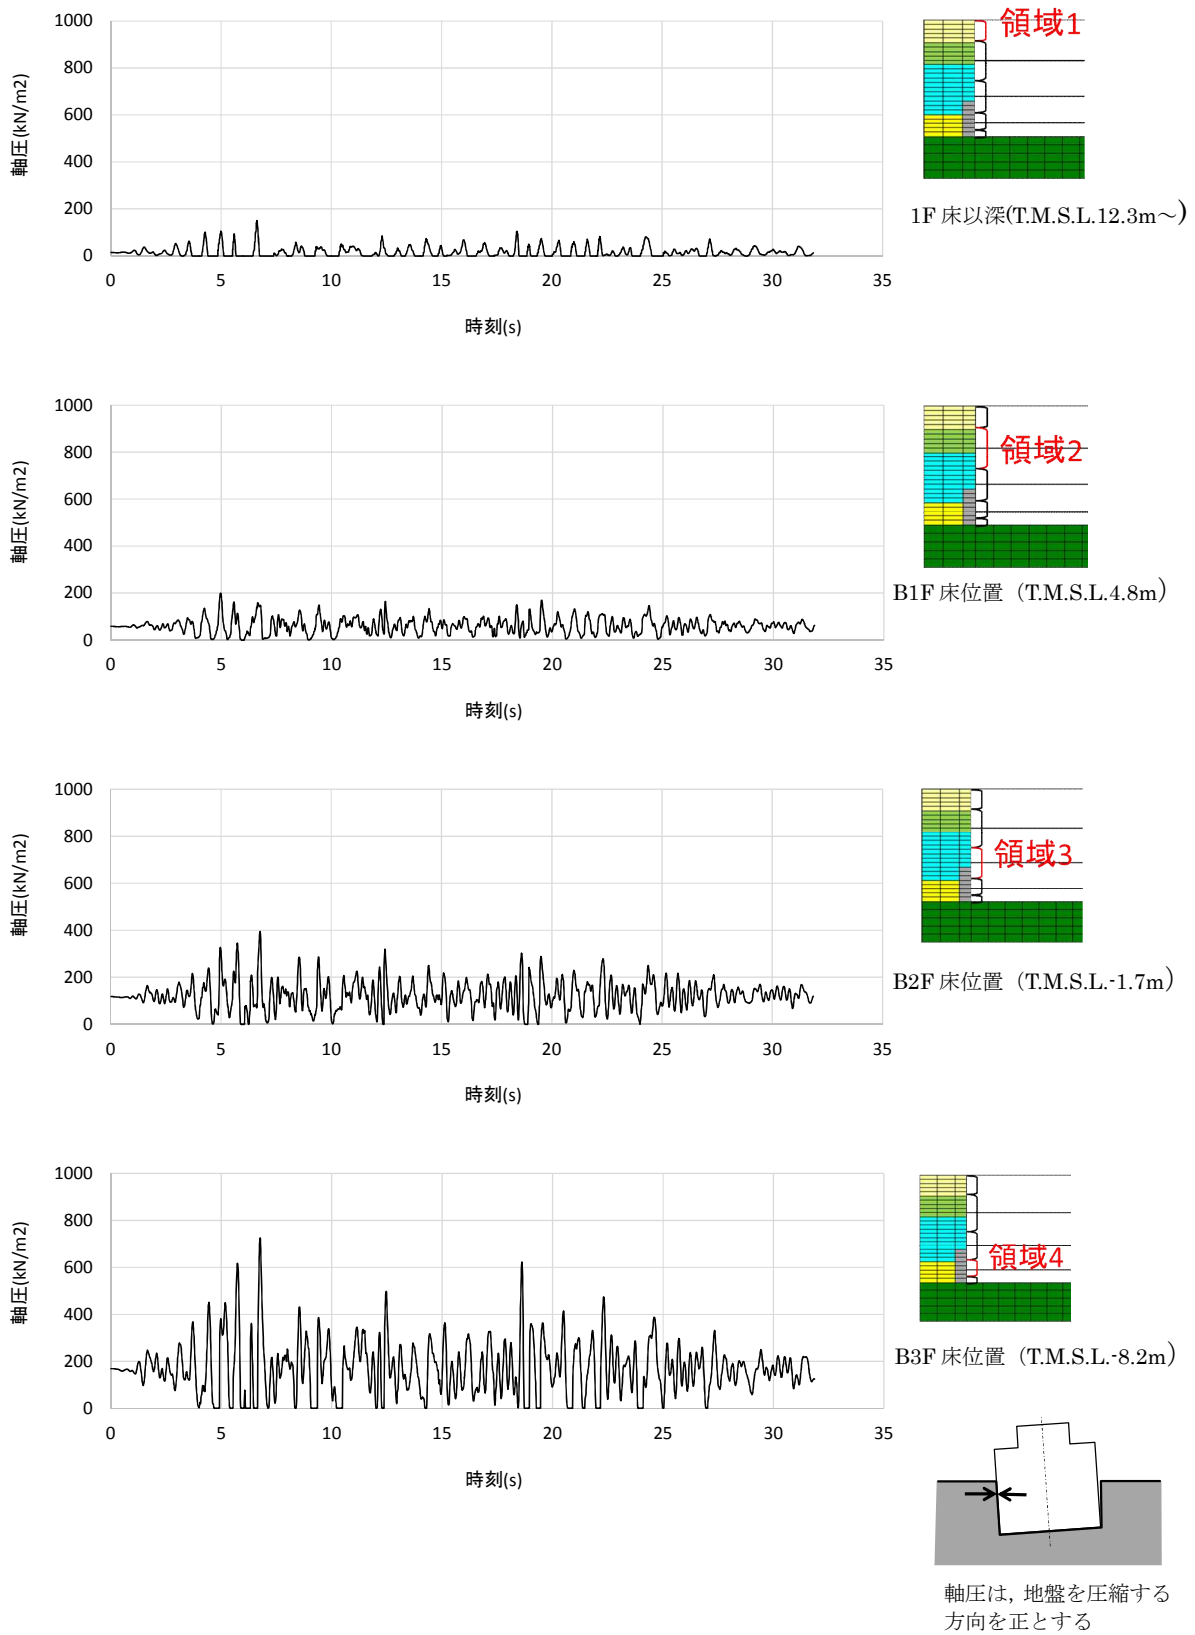 1000
800
600
400
200
0
0 5 10 15 20 25 30 35
軸圧(kN/m2)
時刻(s)
領域1
1F 床以深(T.M.S.L.12.3m～)
1000
800
600
400
200
0
0 5 10 15 20 25 30 35
軸圧(kN/m2)
時刻(s)
領域2
B1F 床位置（T.M.S.L.4.8m）
1000
800
600
400
200
0
0 5 10 15 20 25 30 35
軸圧(kN/m2)
時刻(s)
領域3
B2F 床位置（T.M.S.L.-1.7m）
1000
800
600
400
200
0
0 5 10 15 20 25 30 35
軸圧(kN/m2)
時刻(s)
領域4
B3F 床位置（T.M.S.L.-8.2m）
軸圧は，地盤を圧縮する
方向を正とする